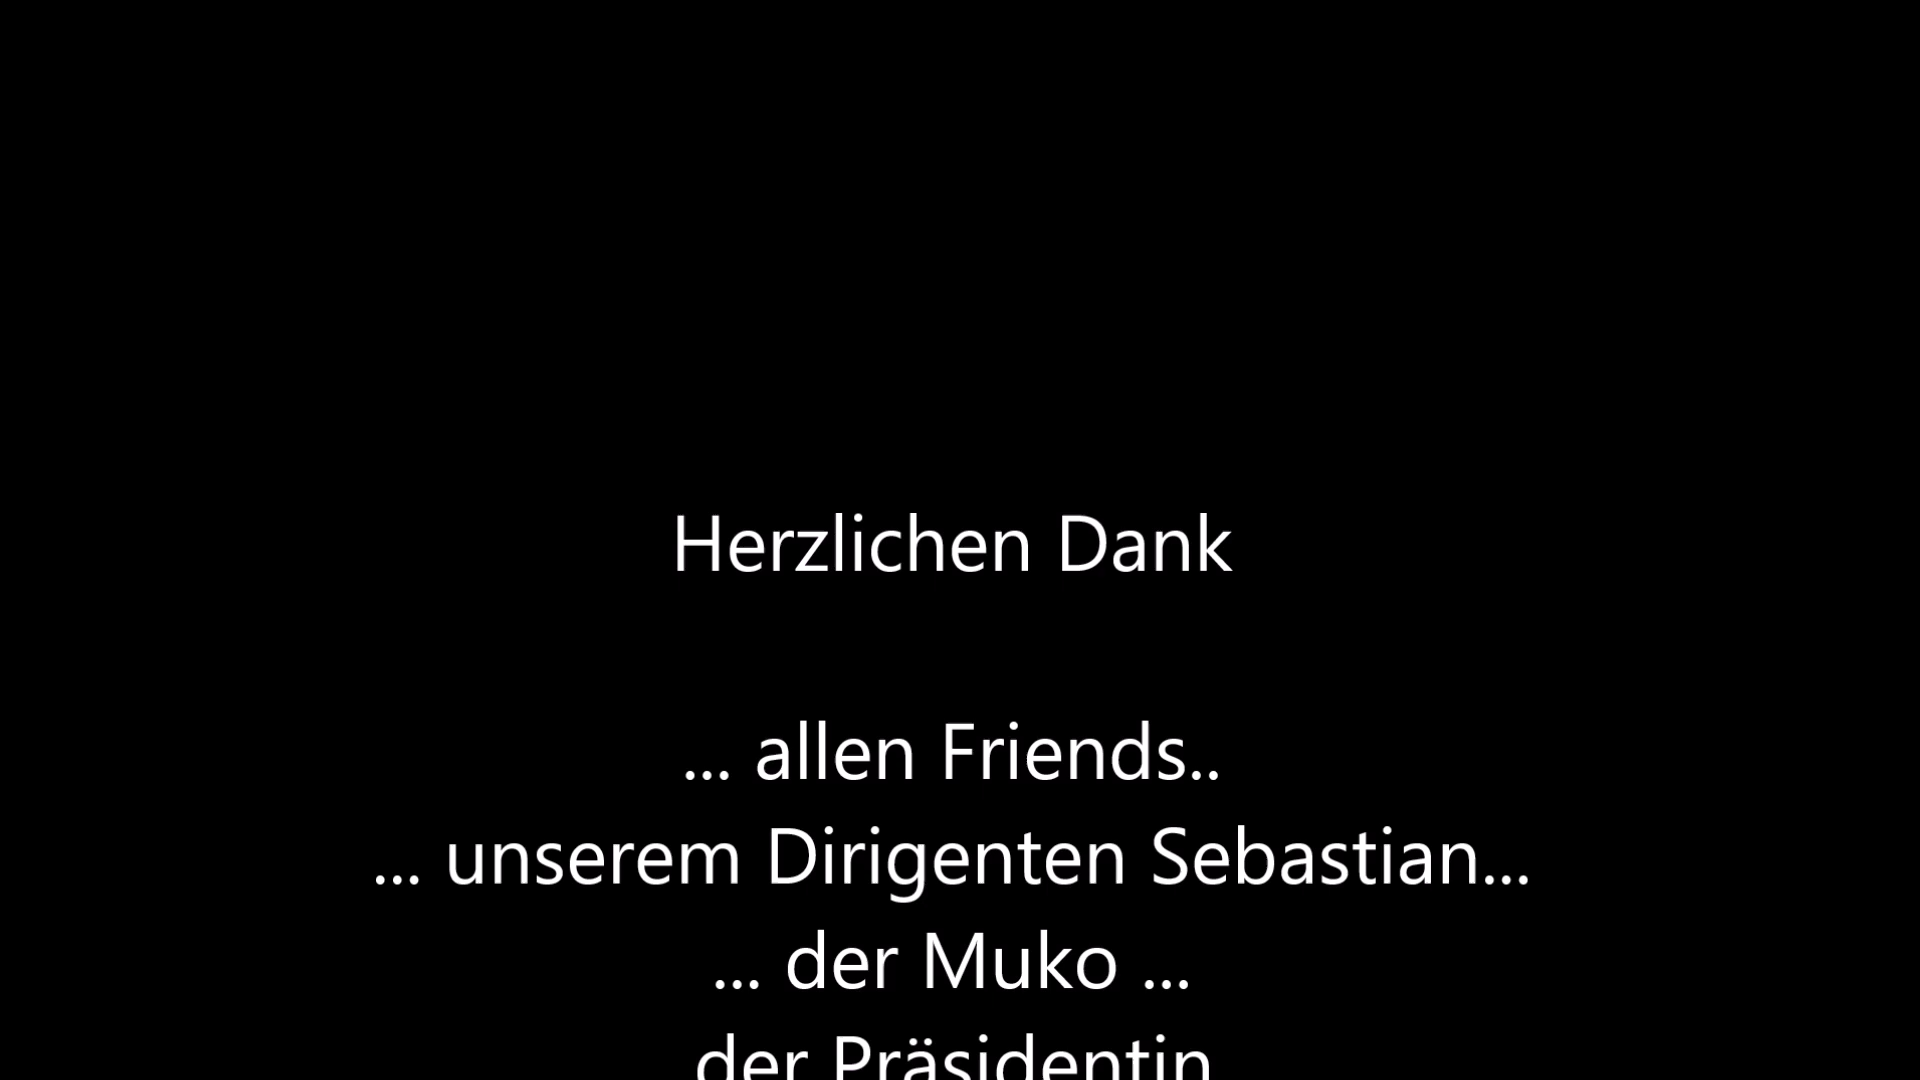 Herzlichen Dank
... allen Friends..
... unserem Dirigenten Sebastian...
... der Muko ...
der Präsidentin